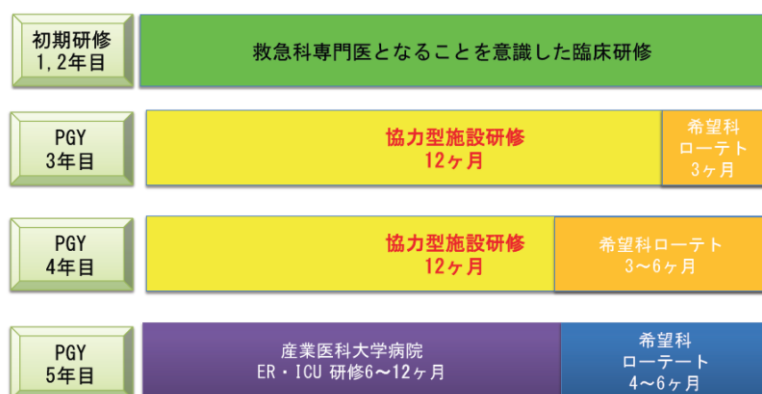 初期研修
1,2年目
救急科専門医となることを意識した臨床研修
PGY
3年目
協力型施設研修
12ヶ月
希望科
ローテト
3ヶ月
PGY
4年目
協力型施設研修
12ヶ月
希望科ローテト
3〜6ヶ月
PGY
5年目
産業医科大学病院
ER・ICU 研修6〜12ヶ月
希望科
ローテート
4〜6ヶ月